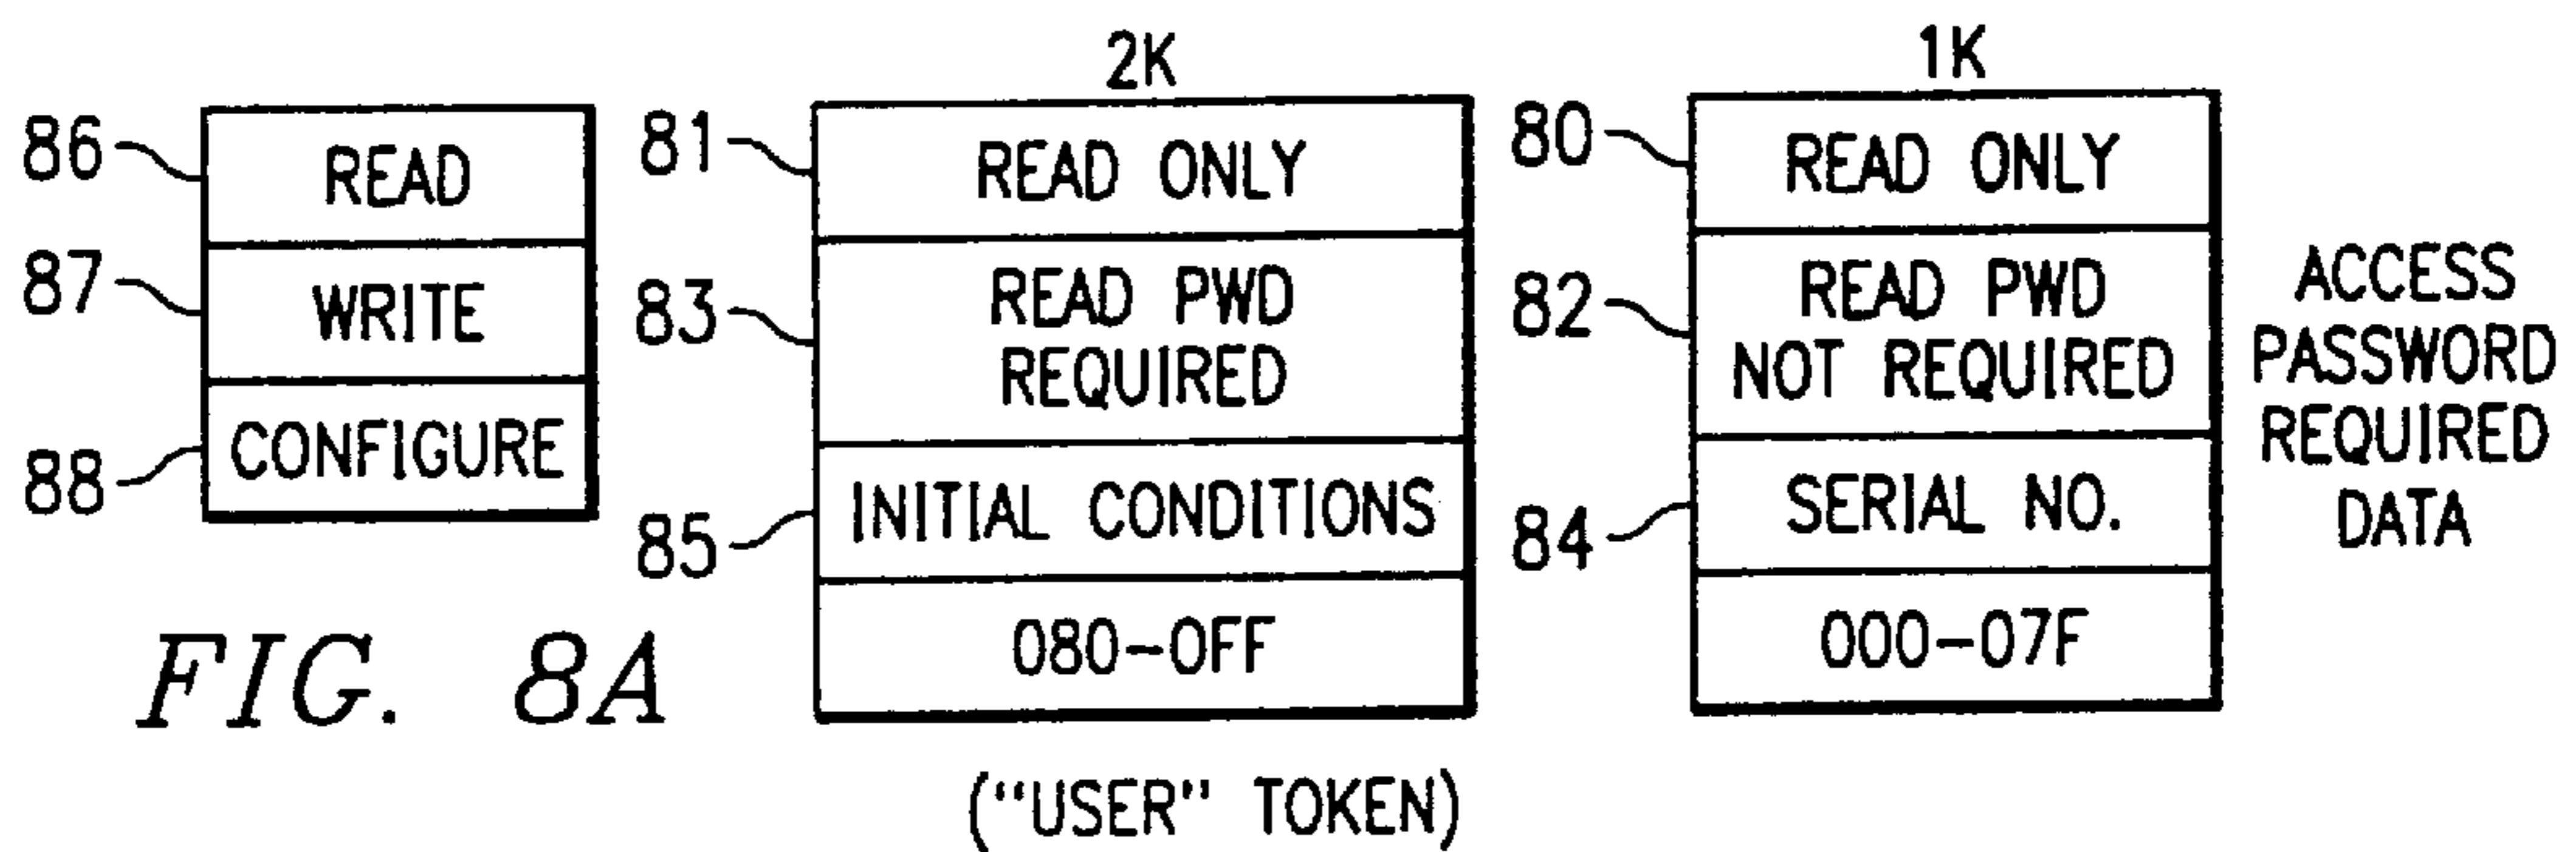 2K
1K
86
READ
81
READ ONLY
80
READ ONLY
87
WRITE
83
READ PWD
REQUIRED
82
READ PWD
NOT REQUIRED
ACCESS
PASSWORD
REQUIRED
DATA
88
CONFIGURE
85
INITIAL CONDITIONS
84
SERIAL NO.
080-0FF
000-07F
FIG. 8A
("USER" TOKEN)